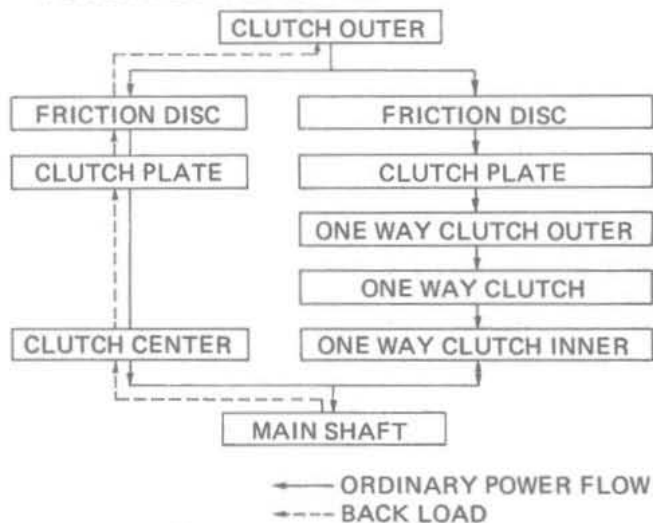 CLUTCH OUTER
FRICTION DISC FRICTION DISC
CLUTCH PLATE CLUTCH PLATE
ONE WAY CLUTCH OUTER
ONE WAY CLUTCH
CLUTCH CENTER ONE WAY CLUTCH INNER
MAIN SHAFT
ORDINARY POWER FLOW
BACK LOAD